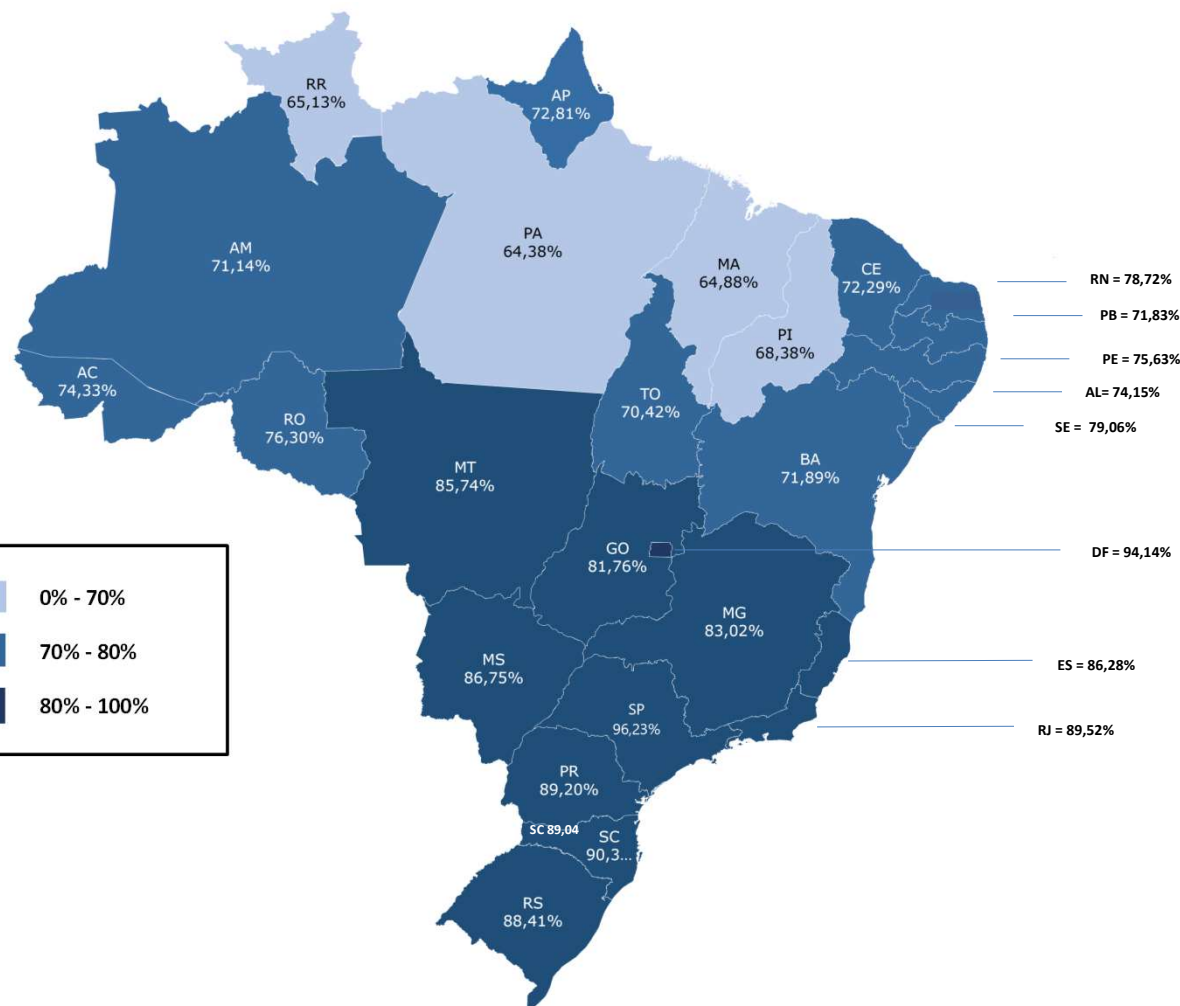 RR
65,13%
AP
72,81%
AM
71,14%
PA
64,38%
MA
64,88%
CE
72,29%
RN = 78,72%
PB = 71,83%
PI
68,38%
PE = 75,63%
AC
74,33%
TO
70,42%
AL= 74,15%
RO
76,30%
SE = 79,06%
MT
85,74%
BA
71,89%
GO
81,76%
DF = 94,14%
0% - 70%
70% - 80%
80% - 100%
MG
83,02%
MS
86,75%
ES = 86,28%
SP
96,23%
RJ = 89,52%
PR
89,20%
SC 89,04
SC
90,3...
RS
88,41%